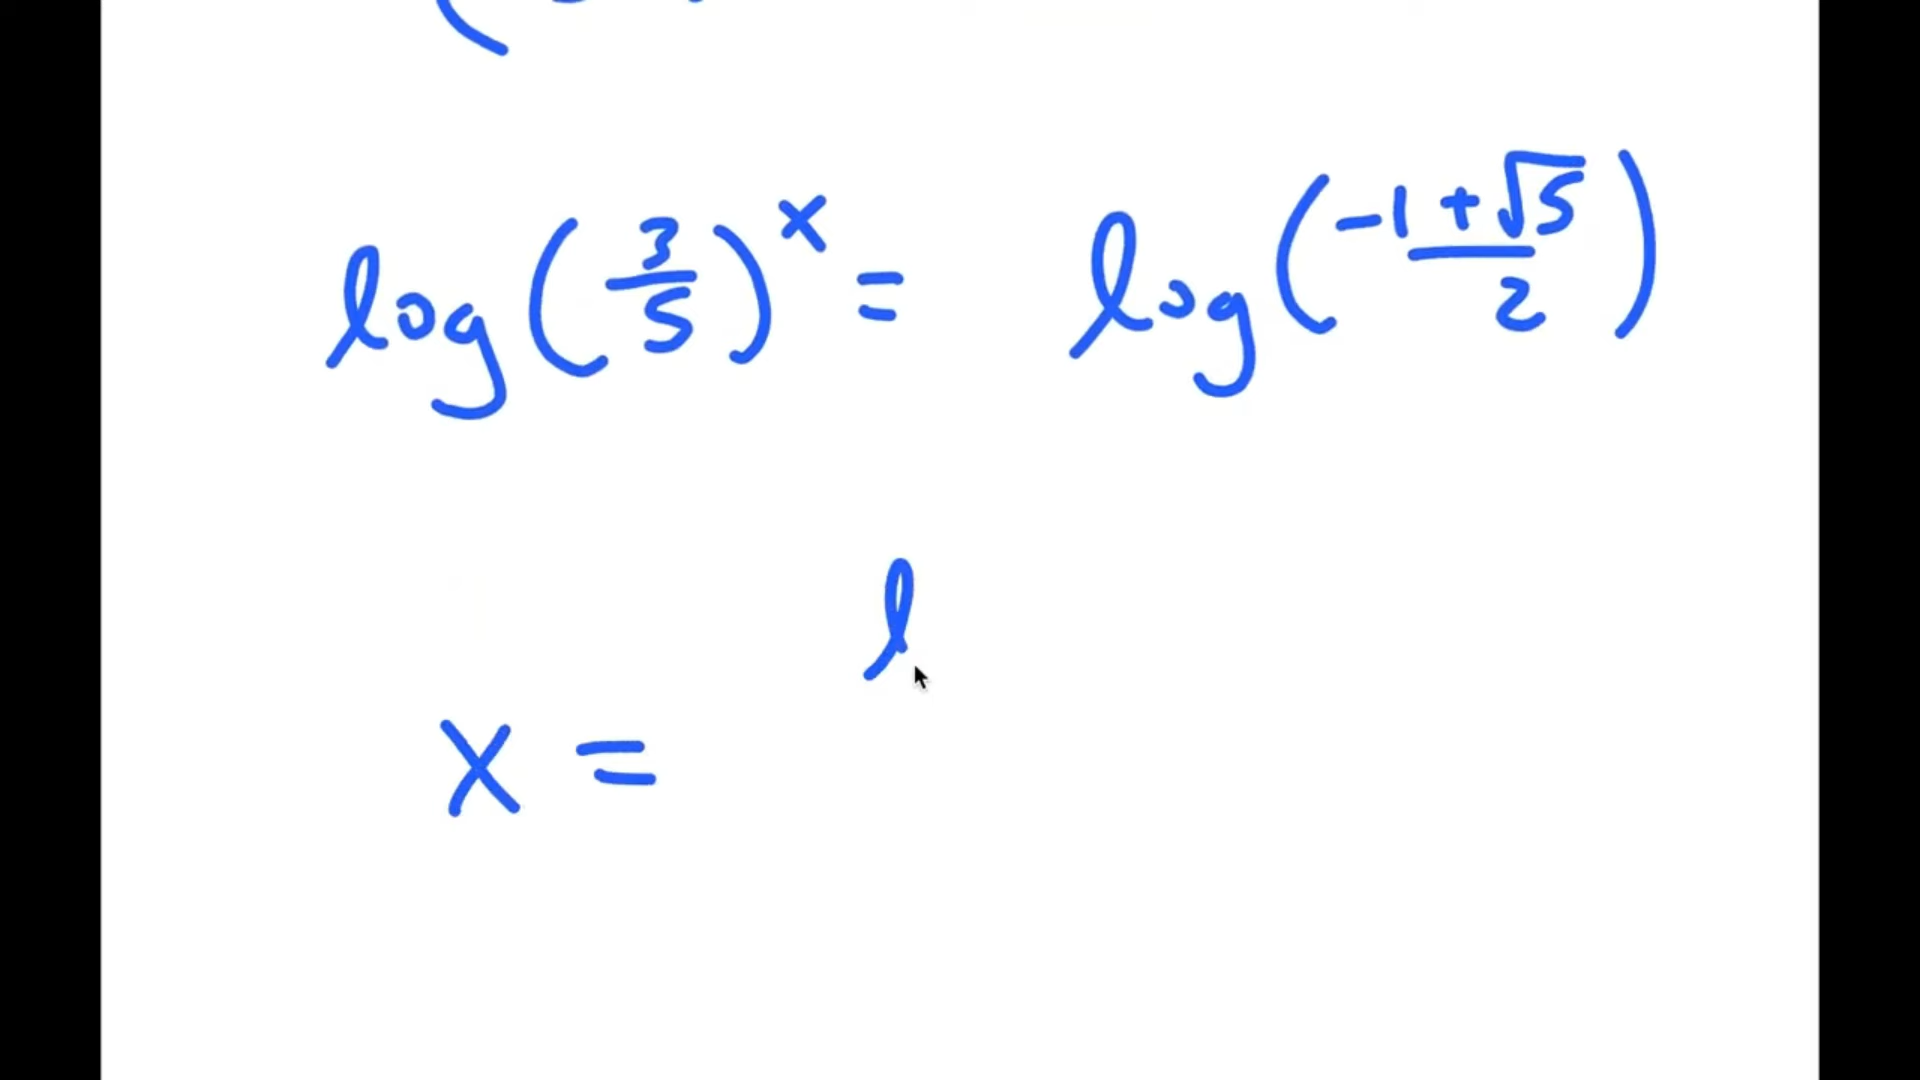 log(3/5)^x = log((-1+√5)/2)
x = l